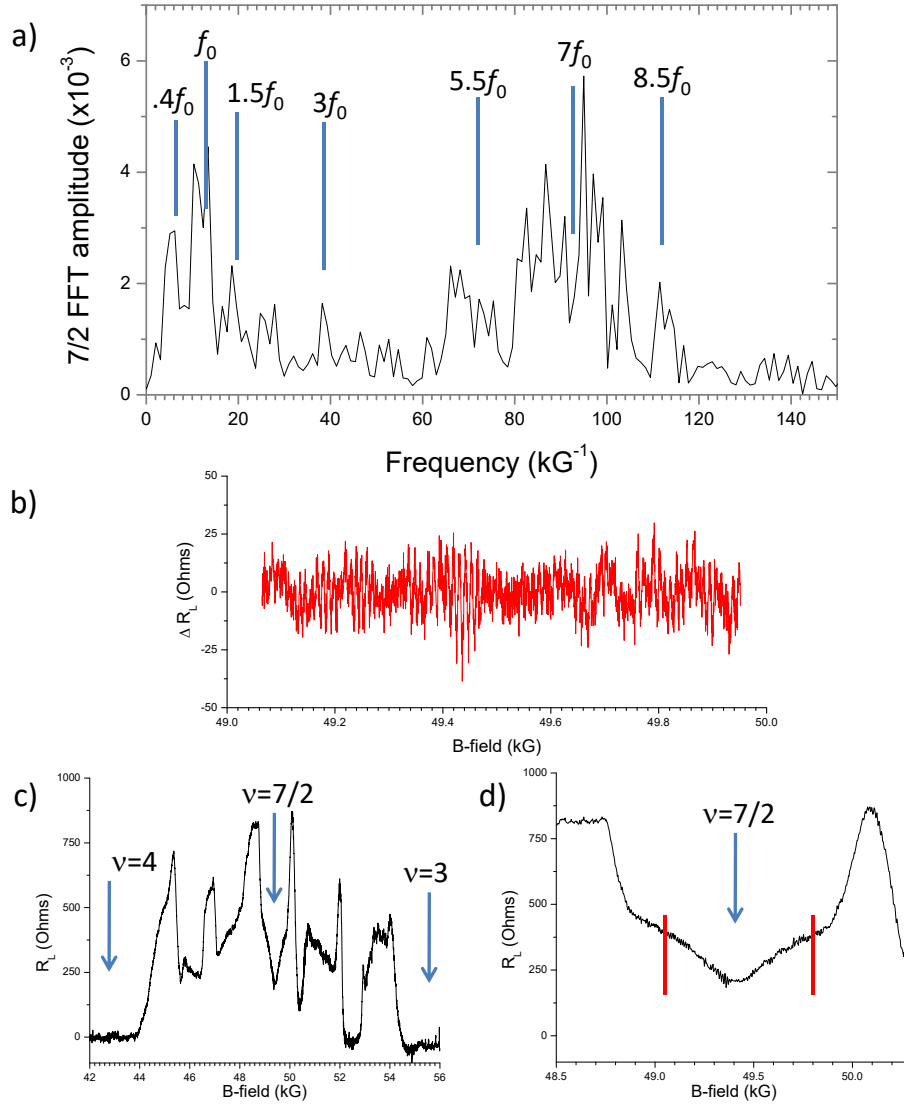 a)
7/2 FFT amplitude (x10⁻³)
6
4
2
0
.4f₀
f₀
1.5f₀
3f₀
5.5f₀
7f₀
8.5f₀
0 20 40 60 80 100 120 140
Frequency (kG⁻¹)
b)
Δ R_L (Ohms)
50
25
0
-25
-50
49.0 49.2 49.4 49.6 49.8 50.0
B-field (kG)
c)
R_L (Ohms)
1000
750
500
250
0
ν=4
ν=7/2
ν=3
42 44 46 48 50 52 54 56
B-field (kG)
d)
R_L (Ohms)
1000
750
500
250
0
ν=7/2
48.5 49.0 49.5 50.0
B-field (kG)